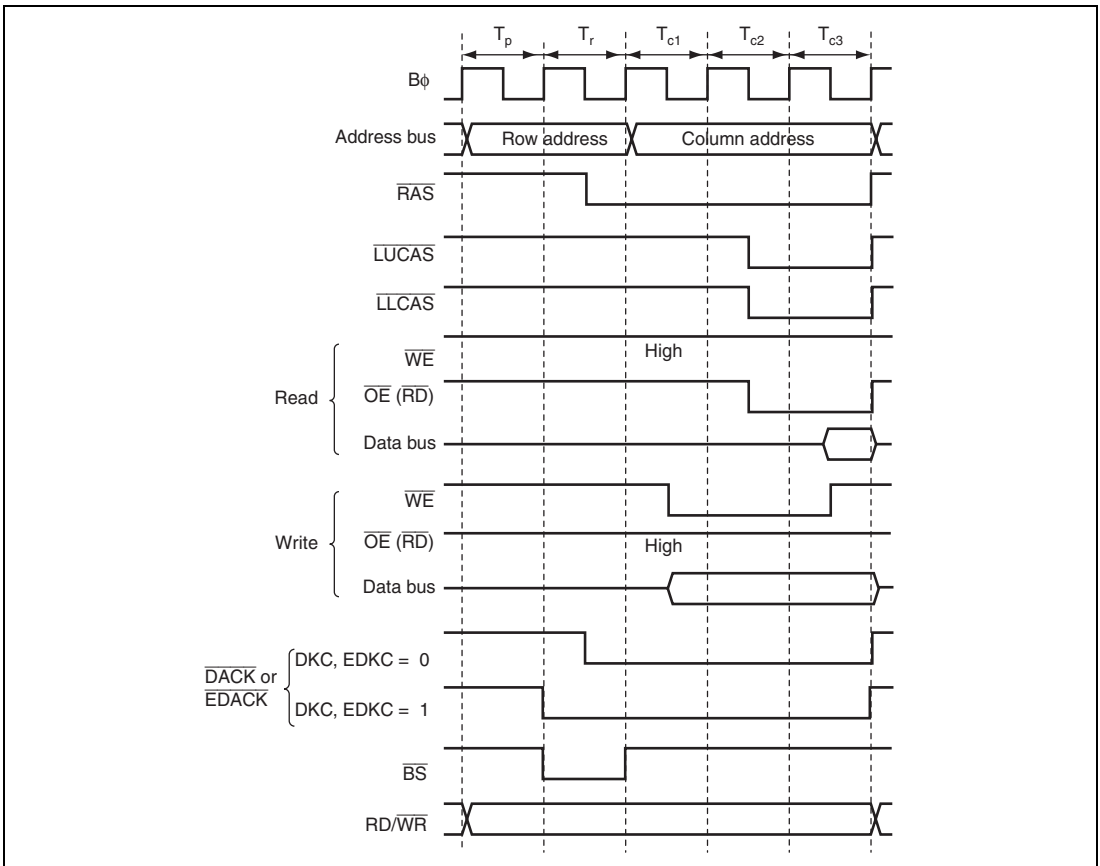 Tp Tr Tc1 Tc2 Tc3
Bϕ
Address bus Row address Column address
RAS
LUCAS
LLCAS
High
WE
Read OE (RD)
Data bus
WE
Write OE (RD)
High
Data bus
DKC, EDKC = 0
DACK or
EDACK
DKC, EDKC = 1
BS
RD/WR